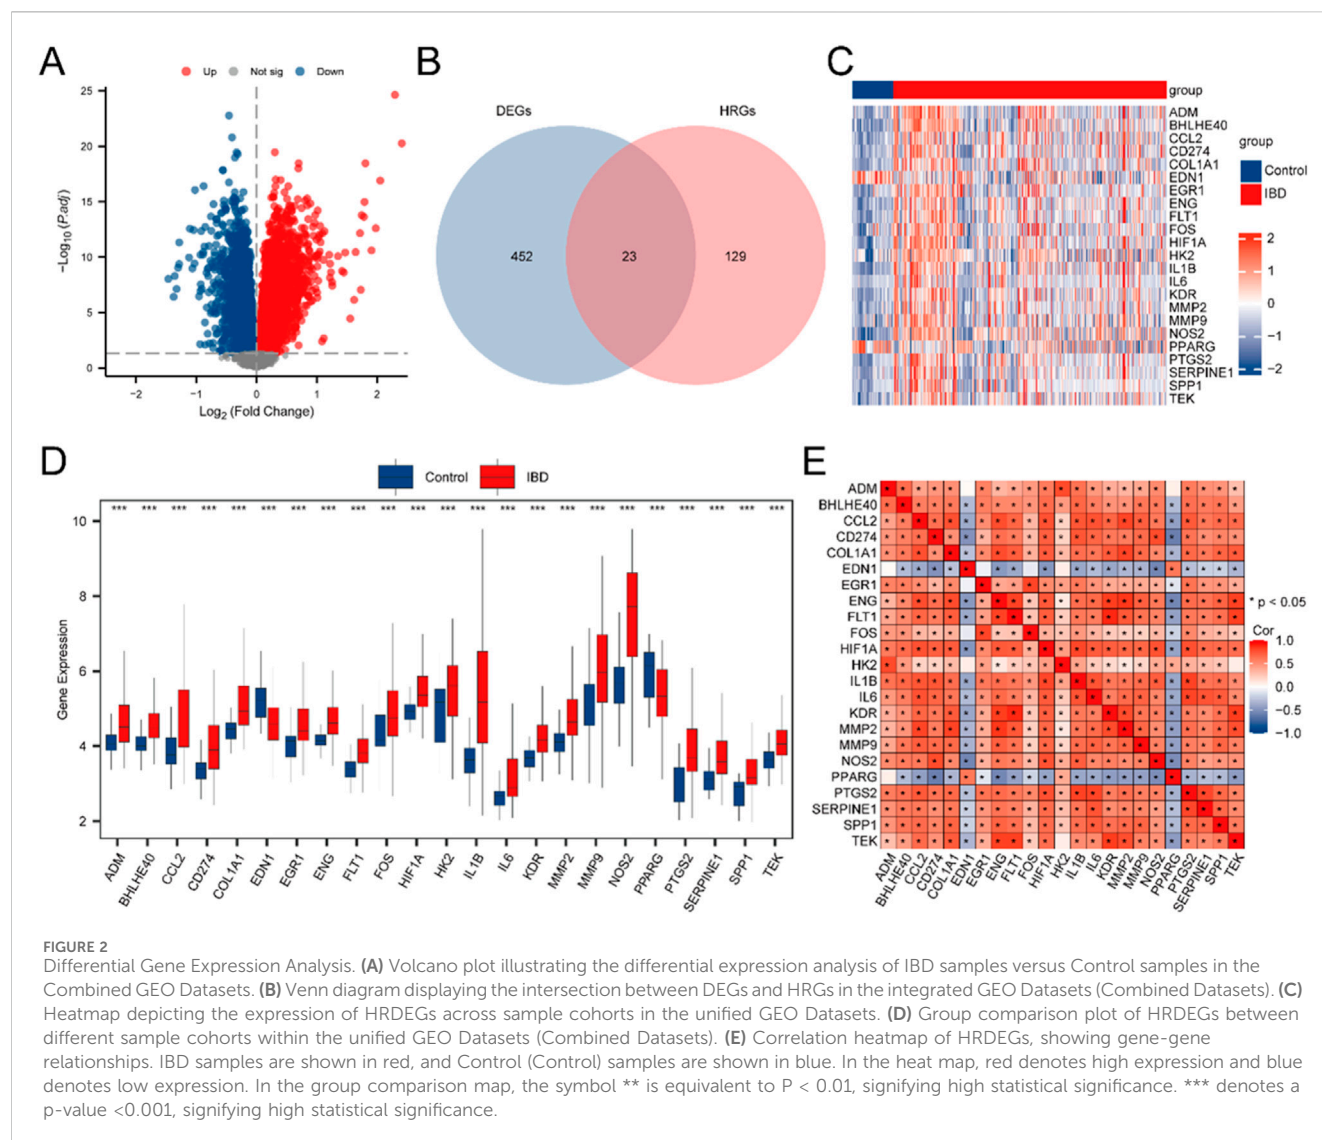 A
Up
Not sig
Down
25
20
15
10
5
0
−Log10 (P.adj)
−2
−1
0
1
2
Log2 (Fold Change)
B
DEGs
HRGs
452
23
129
C
group
ADM
BHLHE40
CCL2
CD274
COL1A1
EDN1
EGR1
ENG
FLT1
FOS
HIF1A
HK2
IL1B
IL6
KDR
MMP2
MMP9
NOS2
PPARG
PTGS2
SERPINE1
SPP1
TEK
group
Control
IBD
2
1
0
−1
−2
D
Control
IBD
*** *** *** *** *** *** *** *** *** *** *** *** *** *** *** *** *** *** *** *** *** *** ***
10
8
6
4
2
Gene Expression
ADM
BHLHE40
CCL2
CD274
COL1A1
EDN1
EGR1
ENG
FLT1
FOS
HIF1A
HK2
IL1B
IL6
KDR
MMP2
MMP9
NOS2
PPARG
PTGS2
SERPINE1
SPP1
TEK
E
ADM
BHLHE40
CCL2
CD274
COL1A1
EDN1
EGR1
ENG
FLT1
FOS
HIF1A
HK2
IL1B
IL6
KDR
MMP2
MMP9
NOS2
PPARG
PTGS2
SERPINE1
SPP1
TEK
ADM
BHLHE40
CCL2
CD274
COL1A1
EDN1
EGR1
ENG
FLT1
FOS
HIF1A
HK2
IL1B
IL6
KDR
MMP2
MMP9
NOS2
PPARG
PTGS2
SERPINE1
SPP1
TEK
* p < 0.05
Cor
1.0
0.5
0.0
−0.5
−1.0
FIGURE 2
Differential Gene Expression Analysis. (A) Volcano plot illustrating the differential expression analysis of IBD samples versus Control samples in the
Combined GEO Datasets. (B) Venn diagram displaying the intersection between DEGs and HRGs in the integrated GEO Datasets (Combined Datasets). (C)
Heatmap depicting the expression of HRDEGs across sample cohorts in the unified GEO Datasets. (D) Group comparison plot of HRDEGs between
different sample cohorts within the unified GEO Datasets (Combined Datasets). (E) Correlation heatmap of HRDEGs, showing gene-gene
relationships. IBD samples are shown in red, and Control (Control) samples are shown in blue. In the heat map, red denotes high expression and blue
denotes low expression. In the group comparison map, the symbol ** is equivalent to P < 0.01, signifying high statistical significance. *** denotes a
p-value <0.001, signifying high statistical significance.